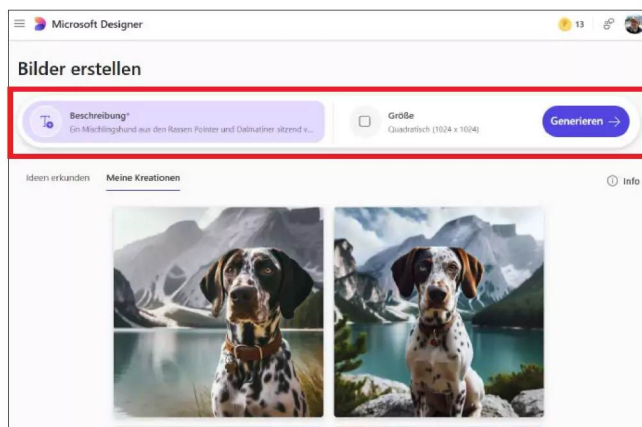 Microsoft Designer
13
Bilder erstellen
Beschreibung*
Ein Mischlingshund aus den Rassen Pointer und Dalmatiner sitzend v...
Größe
Quadratisch (1024 x 1024)
Generieren →
Ideen erkunden
Meine Kreationen
Info